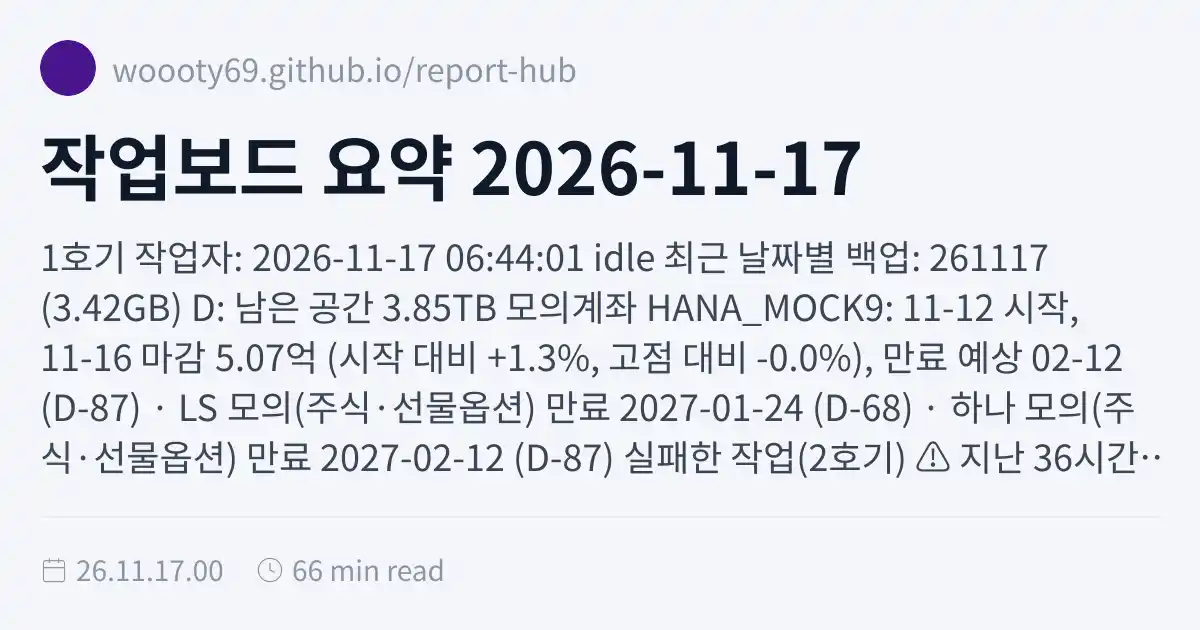 woooty69.github.io/report-hub
작업보드 요약 2026-11-17
1호기 작업자: 2026-11-17 06:44:01 idle 최근 날짜별 백업: 261117
(3.42GB) D: 남은 공간 3.85TB 모의계좌 HANA_MOCK9: 11-12 시작,
11-16 마감 5.07억 (시작 대비 +1.3%, 고점 대비 -0.0%), 만료 예상 02-12
(D-87) · LS 모의(주식·선물옵션) 만료 2027-01-24 (D-68) · 하나 모의(주
식·선물옵션) 만료 2027-02-12 (D-87) 실패한 작업(2호기) ⚠ 지난 36시간··
26.11.17.00 66 min read